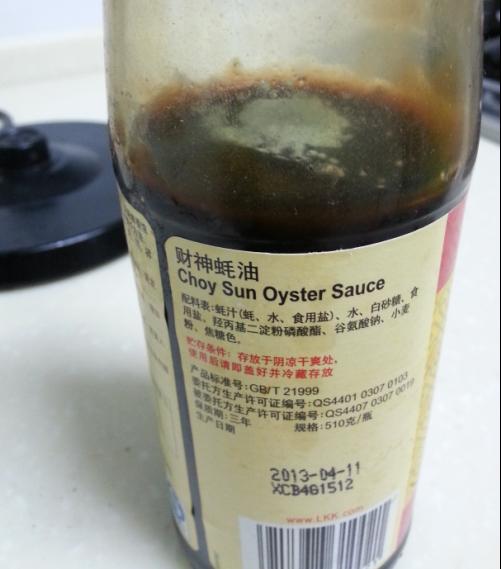 财神蚝油
Choy Sun Oyster Sauce
配料表:蚝汁(蚝、水、食用盐)、水、白砂糖、食
用盐、羟丙基二淀粉磷酸酯、谷氨酸钠、小麦
粉、焦糖色。
贮存条件：存放于阴凉干爽处,
使用后请即盖好并冷藏存放
产品标准号:GB/T 21999
委托方生产许可证编号:QS4401 0307 0103
被委托方生产许可证编号:QS4407 0307 0019
保质期:三年 规格:510克/瓶
生产日期
2013-04-11
XCB461512
www.LKK.com